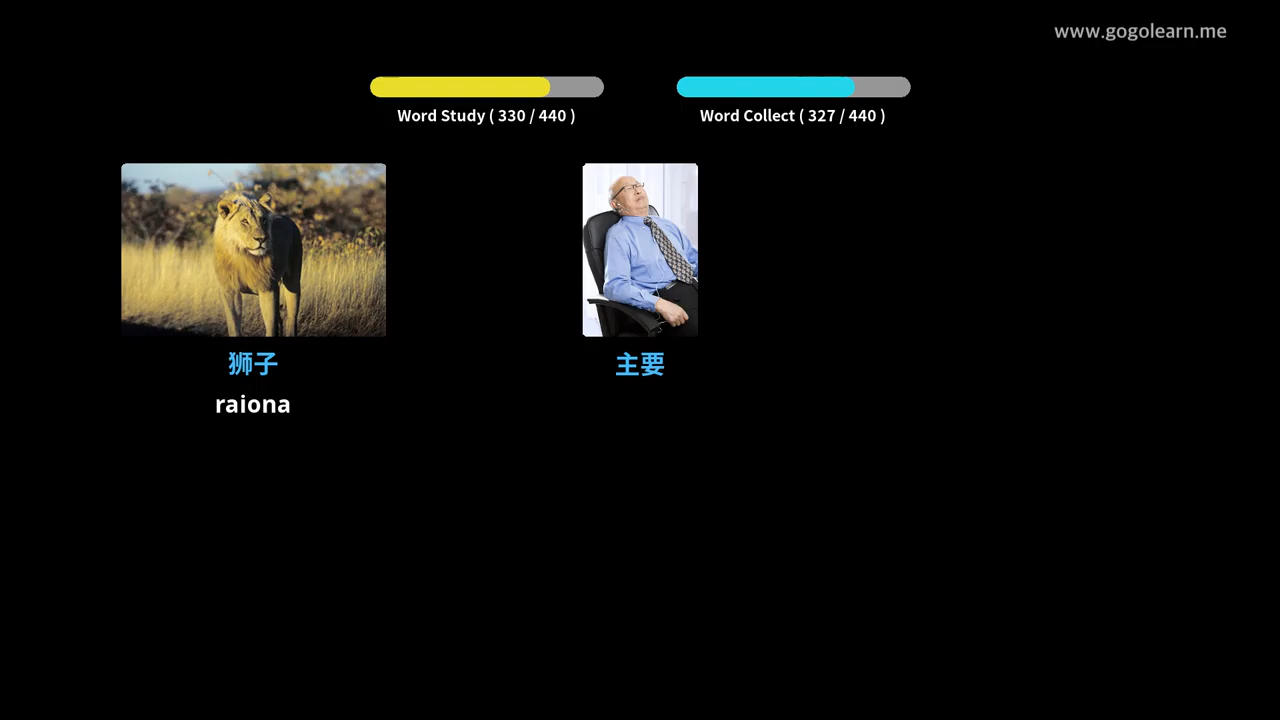 www.gogolearn.me
Word Study ( 330 / 440 )
Word Collect ( 327 / 440 )
狮子
raiona
主要